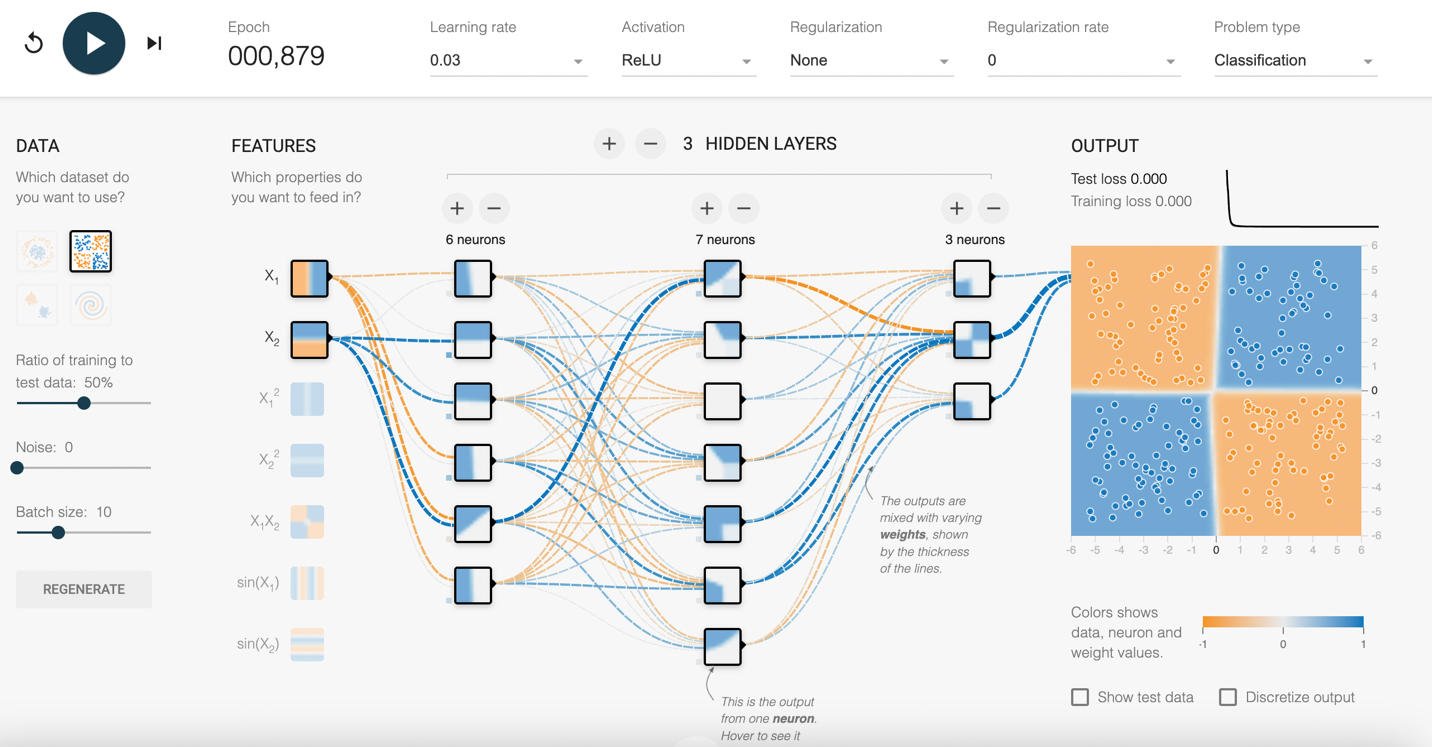 Epoch
000,879
Learning rate
0.03
Activation
ReLU
Regularization
None
Regularization rate
0
Problem type
Classification
DATA
Which dataset do
you want to use?
Ratio of training to
test data: 50%
Noise: 0
Batch size: 10
REGENERATE
FEATURES
Which properties do
you want to feed in?
X₁
X₂
X₁²
X₂²
X₁X₂
sin(X₁)
sin(X₂)
+ − 3 HIDDEN LAYERS
+ −
6 neurons
+ −
7 neurons
+ −
3 neurons
The outputs are
mixed with varying
weights, shown
by the thickness
of the lines.
This is the output
from one neuron.
Hover to see it
OUTPUT
Test loss 0.000
Training loss 0.000
6
5
4
3
2
1
0
-1
-2
-3
-4
-5
-6
-6 -5 -4 -3 -2 -1 0 1 2 3 4 5 6
Colors shows
data, neuron and
weight values.
-1 0 1
Show test data
Discretize output